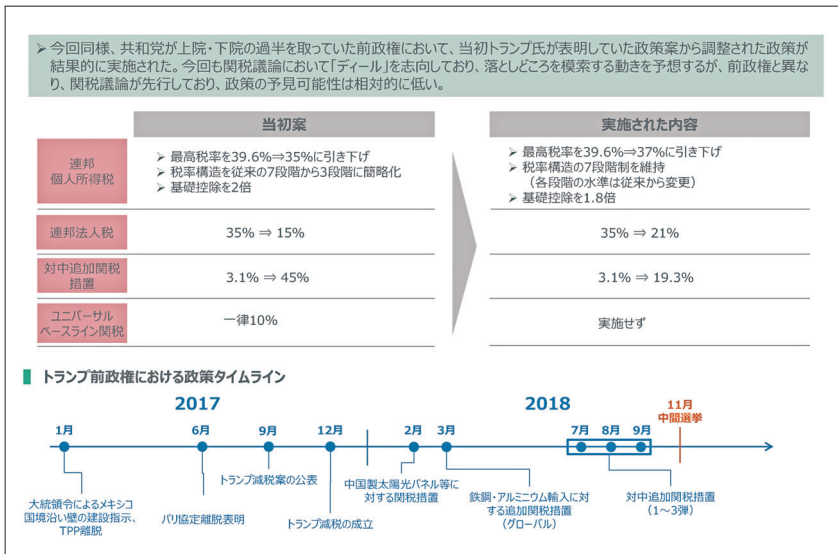 ➢ 今回同様、共和党が上院・下院の過半を取っていた前政権において、当初トランプ氏が表明していた政策案から調整された政策が
結果的に実施された。今回も関税議論において「ディール」を志向しており、落としどころを模索する動きを予想するが、前政権と異な
り、関税議論が先行しており、政策の予見可能性は相対的に低い。
当初案
実施された内容
連邦
個人所得税
➢ 最高税率を39.6%⇒35%に引き下げ
➢ 税率構造を従来の7段階から3段階に簡略化
➢ 基礎控除を2倍
➢ 最高税率を39.6%⇒37%に引き下げ
➢ 税率構造の7段階制を維持
（各段階の水準は従来から変更）
➢ 基礎控除を1.8倍
連邦法人税
35% ⇒ 15%
35% ⇒ 21%
対中追加関税
措置
3.1% ⇒ 45%
3.1% ⇒ 19.3%
ユニバーサル
ベースライン関税
一律10%
実施せず
トランプ前政権における政策タイムライン
2017
2018
1月
6月
9月
12月
2月
3月
7月
8月
9月
11月
中間選挙
大統領令によるメキシコ
国境沿い壁の建設指示、
TPP離脱
パリ協定離脱表明
トランプ減税案の公表
トランプ減税の成立
中国製太陽光パネル等に
対する関税措置
鉄鋼・アルミニウム輸入に対
する追加関税措置
（グローバル）
対中追加関税措置
（1～3弾）